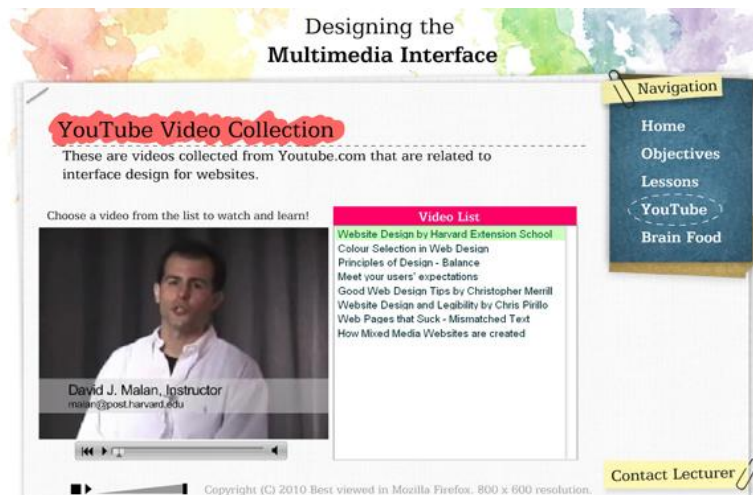 Designing the
Multimedia Interface
Navigation
Home
Objectives
Lessons
YouTube
Brain Food
YouTube Video Collection
These are videos collected from Youtube.com that are related to
interface design for websites.
Choose a video from the list to watch and learn!
David J. Malan, Instructor
malan@post.harvard.edu
Video List
Website Design by Harvard Extension School
Colour Selection in Web Design
Principles of Design - Balance
Meet your users' expectations
Good Web Design Tips by Christopher Merrill
Website Design and Legibility by Chris Pirillo
Web Pages that Suck - Mismatched Text
How Mixed Media Websites are created
Contact Lecturer
Copyright (C) 2010 Best viewed in Mozilla Firefox. 800 x 600 resolution.